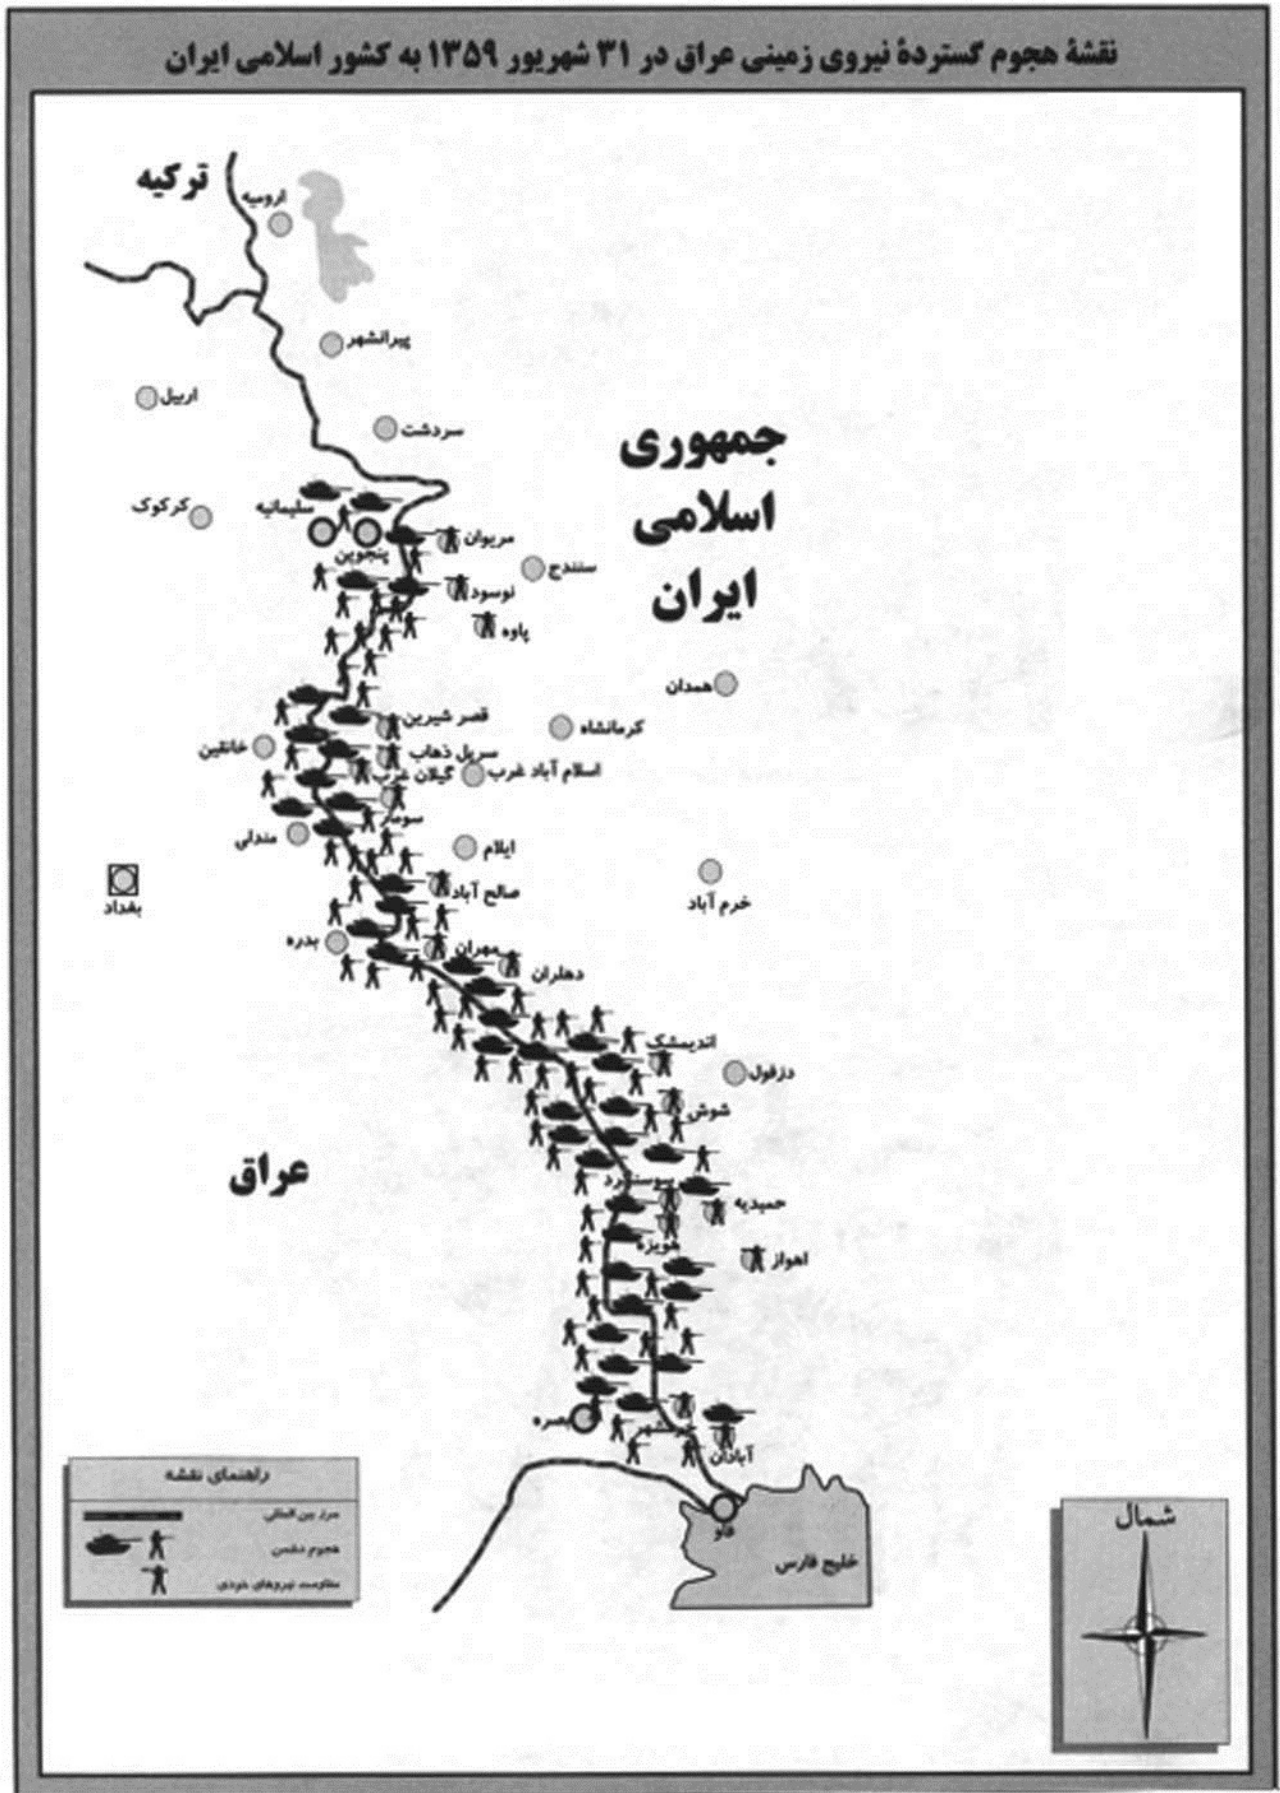 نقشهٔ هجوم گستردهٔ نیروی زمینی عراق در ۳۱ شهریور ۱۳۵۹ به کشور اسلامی ایران
ترکیه
ارومیه
پیرانشهر
اربیل
سردشت
جمهوری
اسلامی
ایران
کرکوک
سلیمانیه
پنجوین
مریوان
سنندج
نوسود
پاوه
همدان
قصر شیرین
کرمانشاه
خانقین
سرپل ذهاب
گیلان غرب
اسلام آباد غرب
سومار
مندلی
ایلام
بغداد
صالح آباد
خرم آباد
بدره
مهران
دهلران
اندیمشک
دزفول
شوش
عراق
سوسنگرد
حمیدیه
هویزه
اهواز
بصره
آبادان
فاو
خلیج فارس
راهنمای نقشه
مرز بین المللی
هجوم دشمن
مقاومت نیروهای خودی
شمال